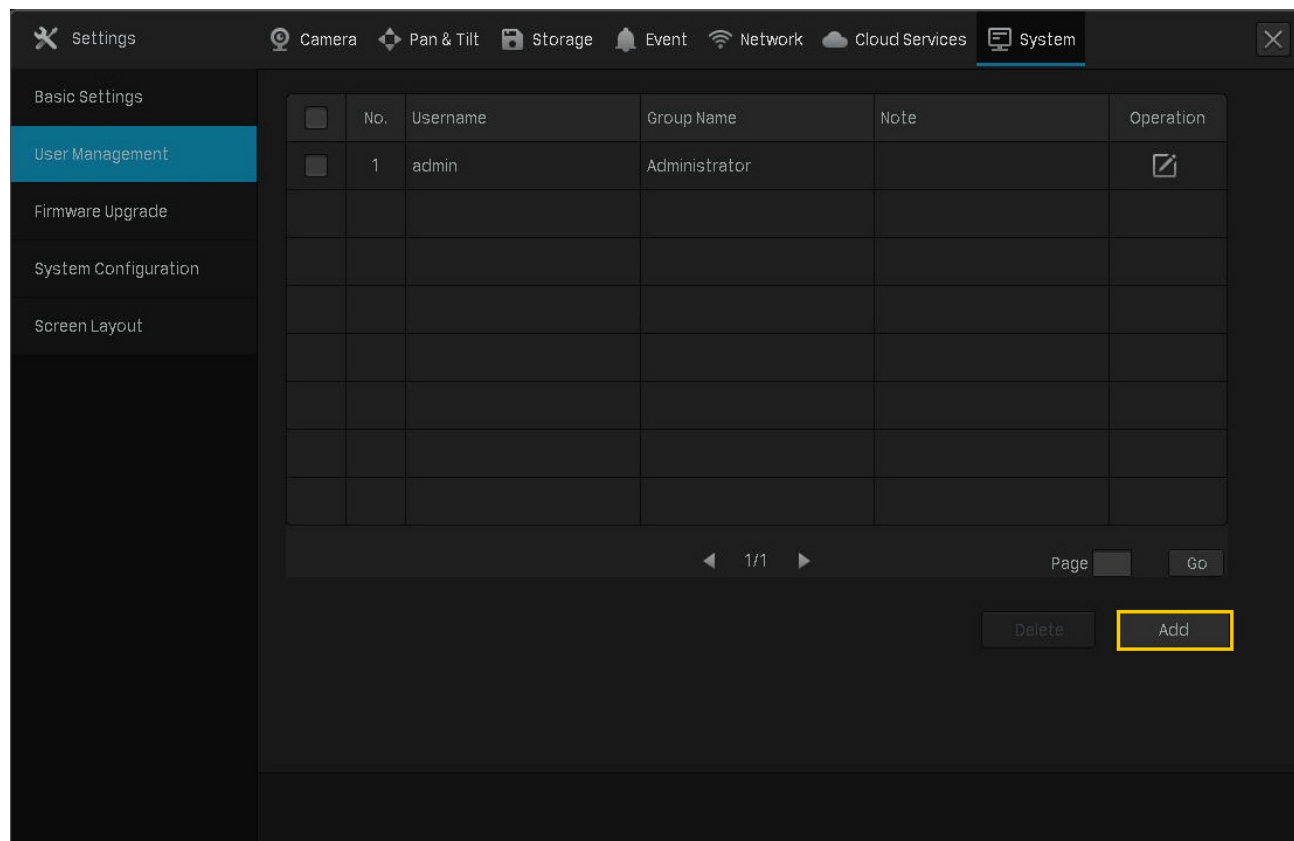 Settings Camera Pan & Tilt Storage Event Network Cloud Services System
Basic Settings
User Management
Firmware Upgrade
System Configuration
Screen Layout
No. Username Group Name Note Operation
1 admin Administrator
1/1 Page Go
Delete Add